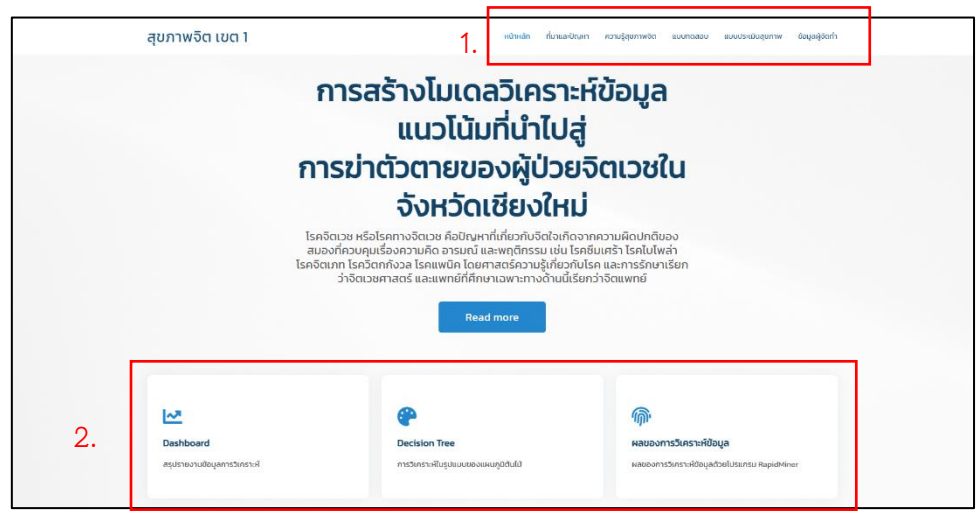 สุขภาพจิต เขต 1
1.
หน้าหลัก ที่มาและปัญหา ความรู้สุขภาพจิต แบบทดสอบ แบบประเมินสุขภาพ ข้อมูลผู้จัดทำ
การสร้างโมเดลวิเคราะห์ข้อมูล
แนวโน้มที่นำไปสู่
การฆ่าตัวตายของผู้ป่วยจิตเวชใน
จังหวัดเชียงใหม่
โรคจิตเวช หรือโรคทางจิตเวช คือปัญหาที่เกี่ยวกับจิตใจเกิดจากความผิดปกติของ
สมองที่ควบคุมเรื่องความคิด อารมณ์ และพฤติกรรม เช่น โรคซึมเศร้า โรคไบโพล่า
โรคจิตเภท โรควิตกกังวล โรคแพนิค โดยศาสตร์ความรู้เกี่ยวกับโรค และการรักษาเรียก
ว่าจิตเวชศาสตร์ และแพทย์ที่ศึกษาเฉพาะทางด้านนี้เรียกว่าจิตแพทย์
Read more
2.
Dashboard
สรุปรายงานข้อมูลการวิเคราะห์
Decision Tree
การวิเคราะห์ในรูปแบบของแผนภูมิต้นไม้
ผลของการวิเคราะห์ข้อมูล
ผลของการวิเคราะห์ข้อมูลด้วยโปรแกรม RapidMiner